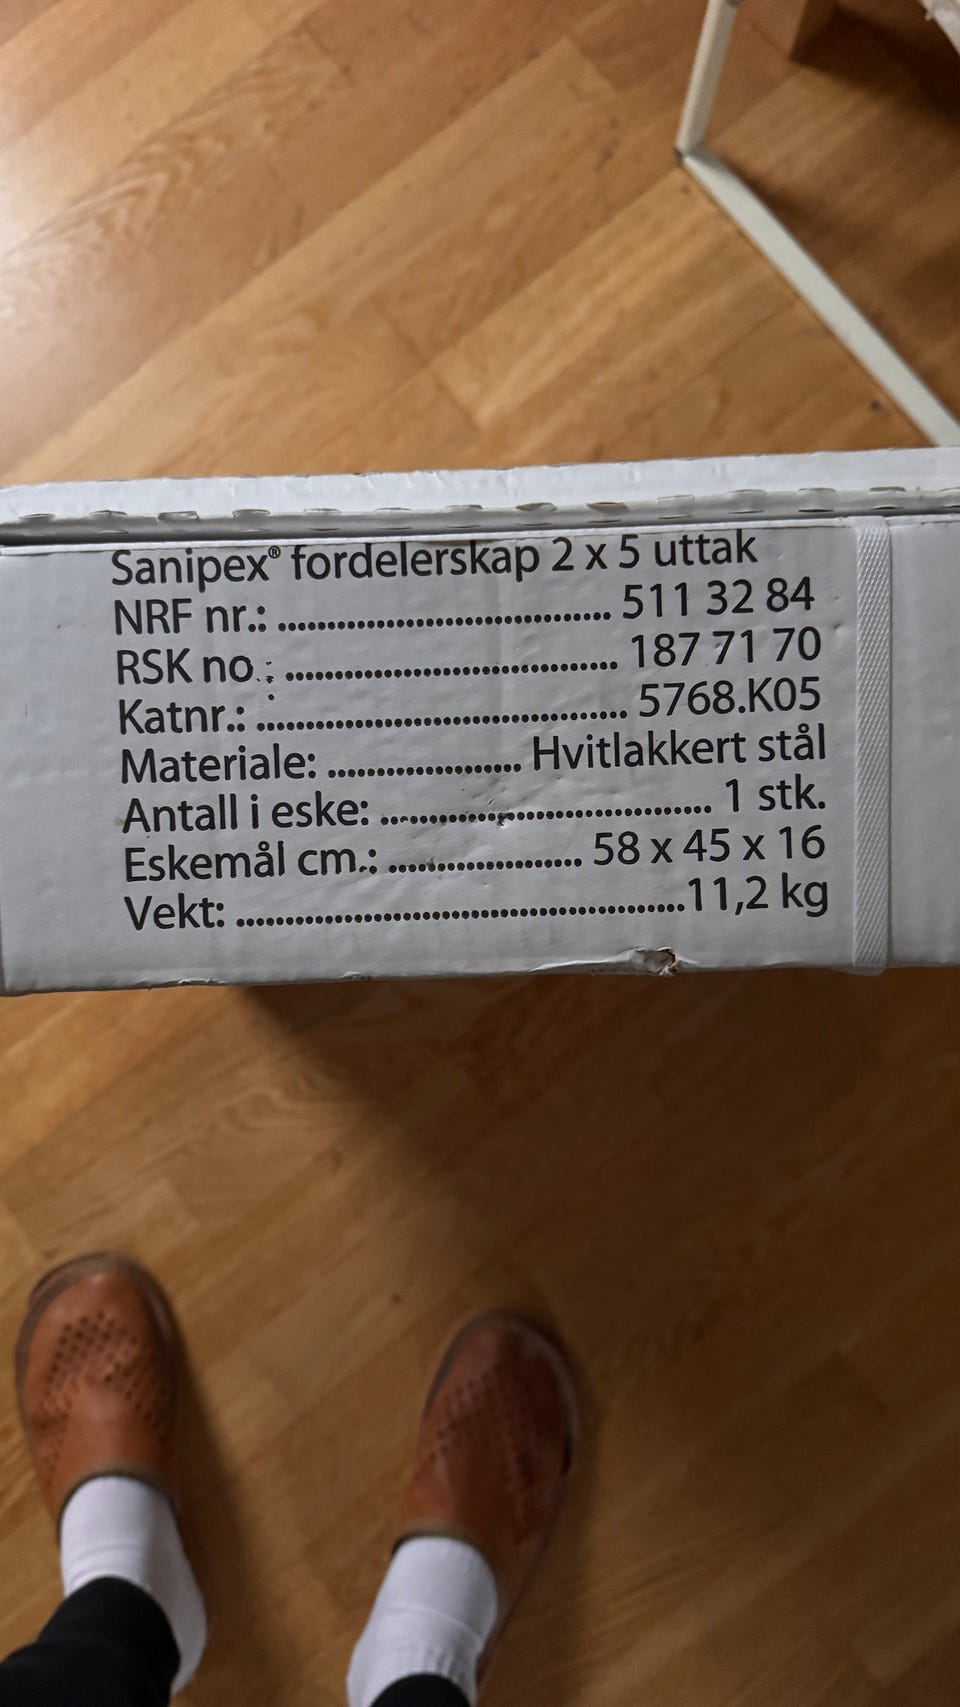 Sanipex® fordelerskap 2 x 5 uttak
NRF nr.: .................................. 511 32 84
RSK no.: .................................. 187 71 70
Katnr.: ...................................... 5768.K05
Materiale: .................... Hvitlakkert stål
Antall i eske: .................................. 1 stk.
Eskemål cm.: .................... 58 x 45 x 16
Vekt: ..............................................11,2 kg